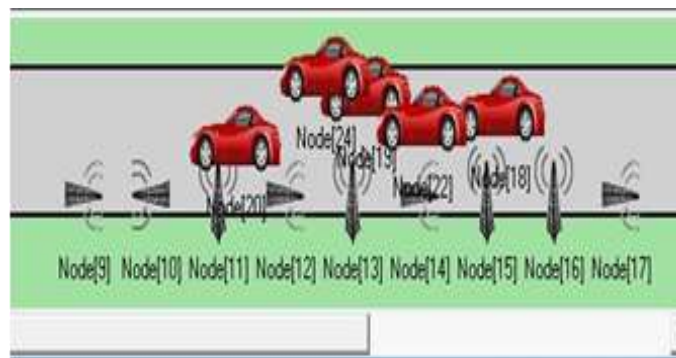 Node[24]
Node[19]
Node[22]
Node[18]
Node[20]
Node[9] Node[10] Node[11] Node[12] Node[13] Node[14] Node[15] Node[16] Node[17]